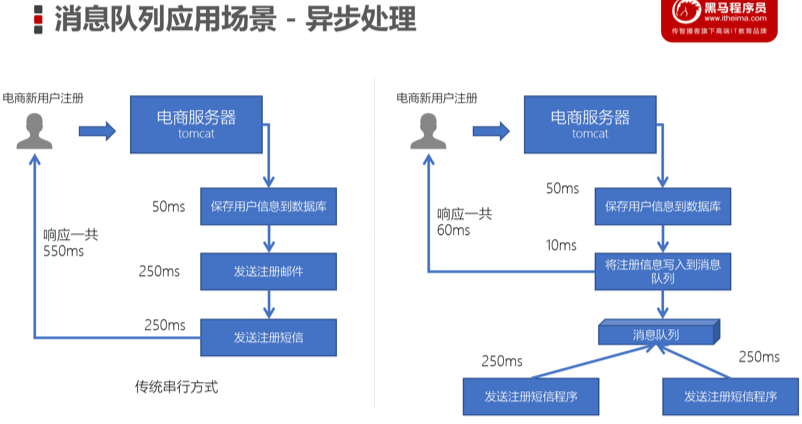 消息队列应用场景 - 异步处理
黑马程序员
www.itheima.com
传智播客旗下高端IT教育品牌
电商新用户注册
电商服务器
tomcat
50ms
保存用户信息到数据库
响应一共
550ms
250ms
发送注册邮件
250ms
发送注册短信
传统串行方式
电商新用户注册
电商服务器
tomcat
50ms
保存用户信息到数据库
响应一共
60ms
10ms
将注册信息写入到消息
队列
消息队列
250ms
250ms
发送注册短信程序
发送注册短信程序